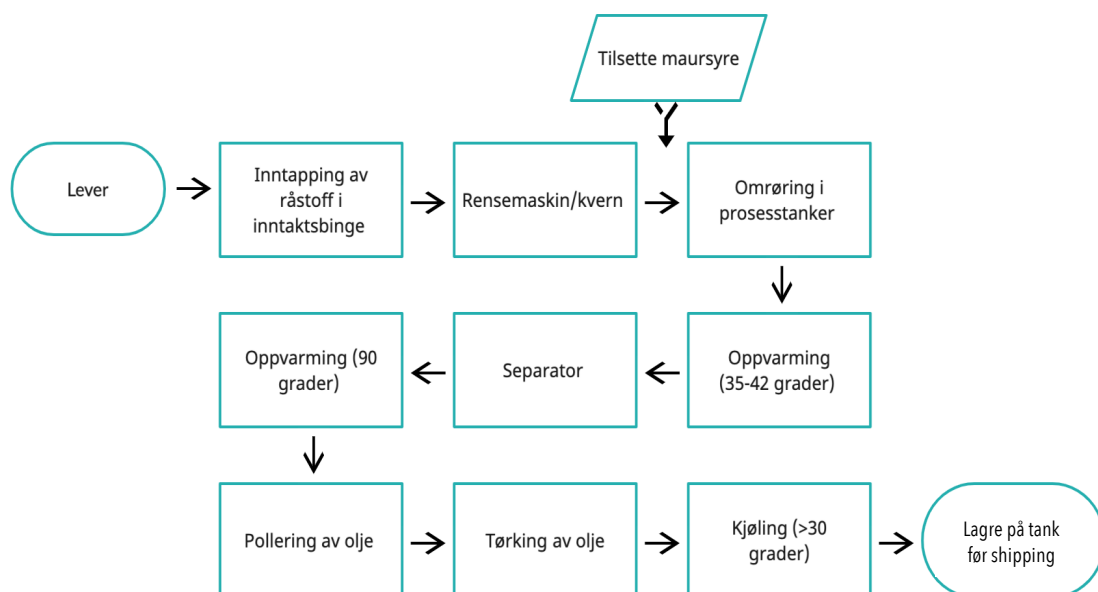 Tilsette maursyre
Lever
Inntapping av
råstoff i
inntaktsbinge
Rensemaskin/kvern
Omrøring i
prosesstanker
Oppvarming
(35-42 grader)
Separator
Oppvarming (90
grader)
Pollering av olje
Tørking av olje
Kjøling (>30
grader)
Lagre på tank
før shipping